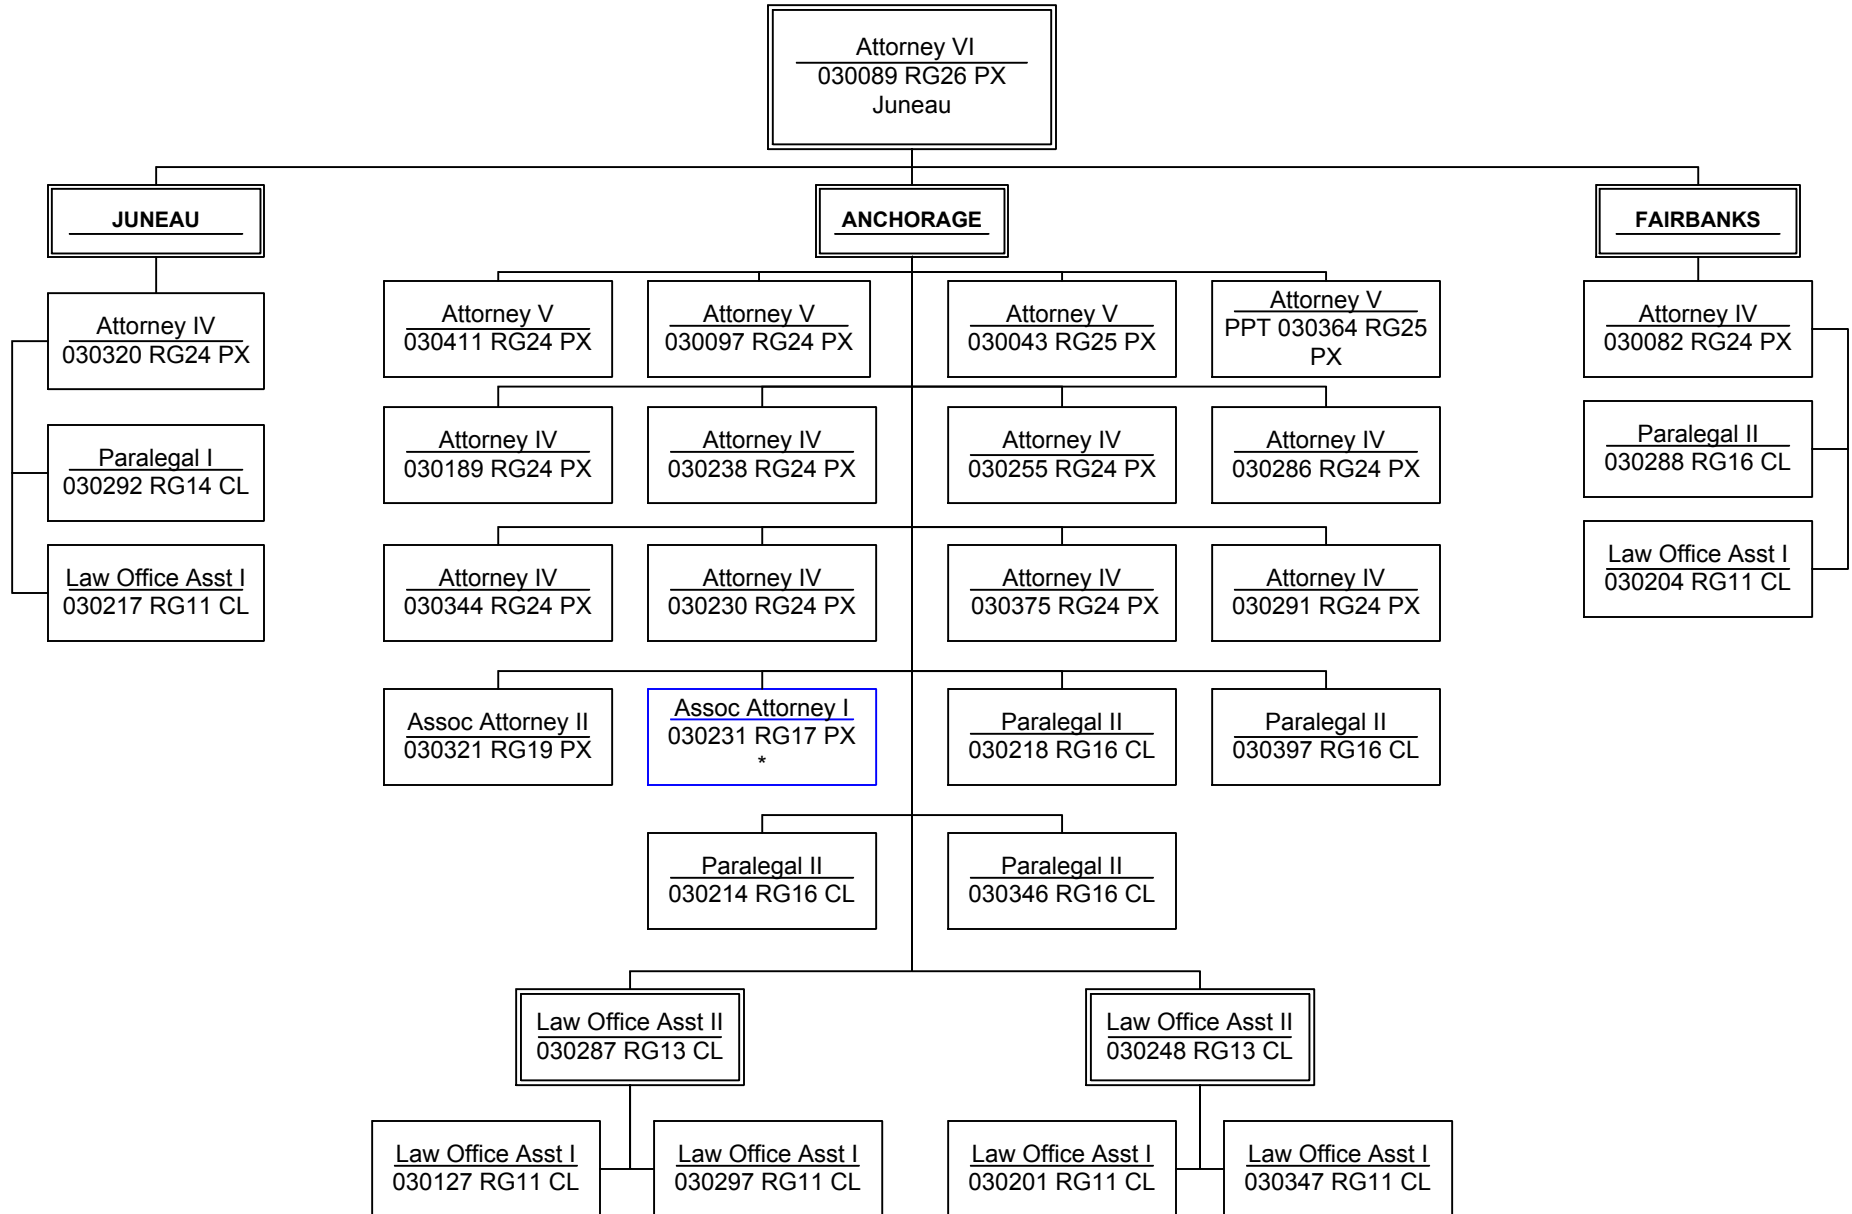 Attorney VI
030089 RG26 PX
Juneau
JUNEAU
ANCHORAGE
FAIRBANKS
Attorney IV
030320 RG24 PX
Paralegal I
030292 RG14 CL
Law Office Asst I
030217 RG11 CL
Attorney V
030411 RG24 PX
Attorney V
030097 RG24 PX
Attorney V
030043 RG25 PX
Attorney V
PPT 030364 RG25
PX
Attorney IV
030189 RG24 PX
Attorney IV
030238 RG24 PX
Attorney IV
030255 RG24 PX
Attorney IV
030286 RG24 PX
Attorney IV
030344 RG24 PX
Attorney IV
030230 RG24 PX
Attorney IV
030375 RG24 PX
Attorney IV
030291 RG24 PX
Assoc Attorney II
030321 RG19 PX
Assoc Attorney I
030231 RG17 PX
*
Paralegal II
030218 RG16 CL
Paralegal II
030397 RG16 CL
Paralegal II
030214 RG16 CL
Paralegal II
030346 RG16 CL
Law Office Asst II
030287 RG13 CL
Law Office Asst II
030248 RG13 CL
Law Office Asst I
030127 RG11 CL
Law Office Asst I
030297 RG11 CL
Law Office Asst I
030201 RG11 CL
Law Office Asst I
030347 RG11 CL
Attorney IV
030082 RG24 PX
Paralegal II
030288 RG16 CL
Law Office Asst I
030204 RG11 CL